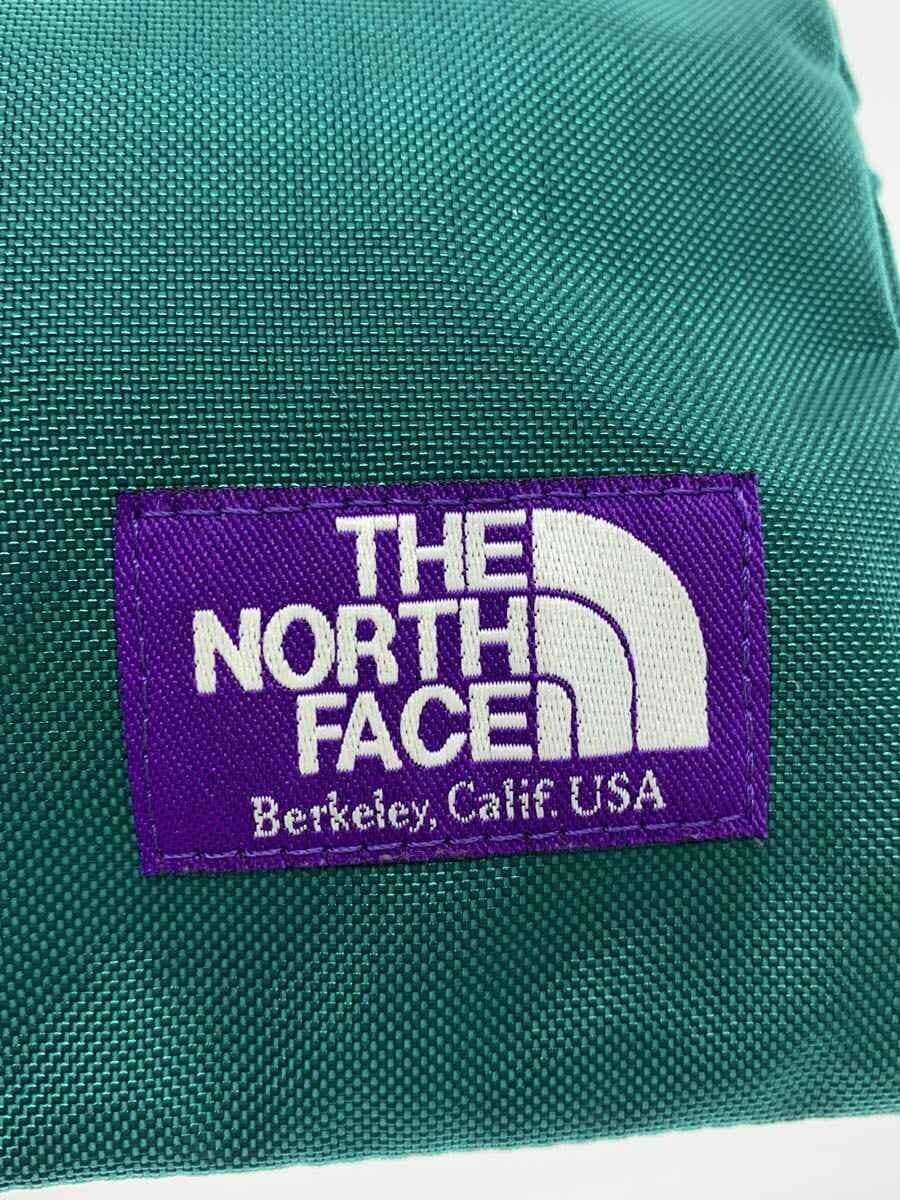 THE
NORTH
FACE
Berkeley, Calif. USA